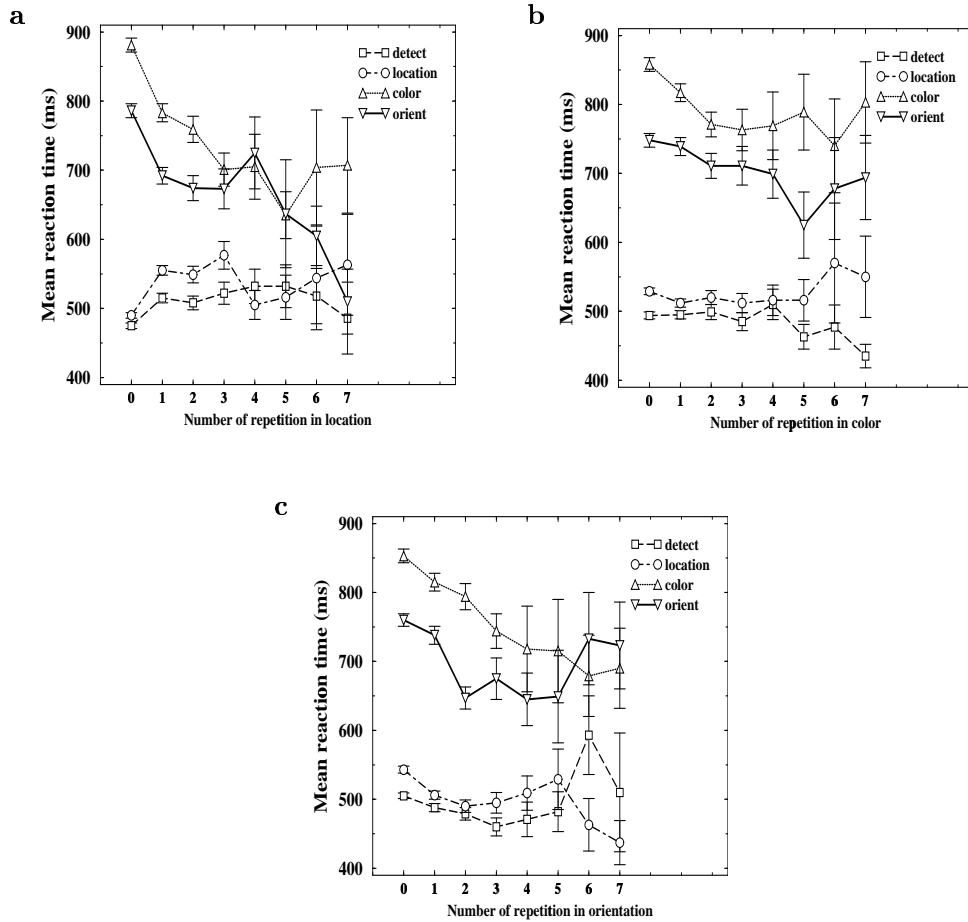 a
900
800
700
600
500
400
Mean reaction time (ms)
detect
location
color
orient
0 1 2 3 4 5 6 7
Number of repetition in location
b
900
800
700
600
500
400
Mean reaction time (ms)
detect
location
color
orient
0 1 2 3 4 5 6 7
Number of repetition in color
c
900
800
700
600
500
400
Mean reaction time (ms)
detect
location
color
orient
0 1 2 3 4 5 6 7
Number of repetition in orientation